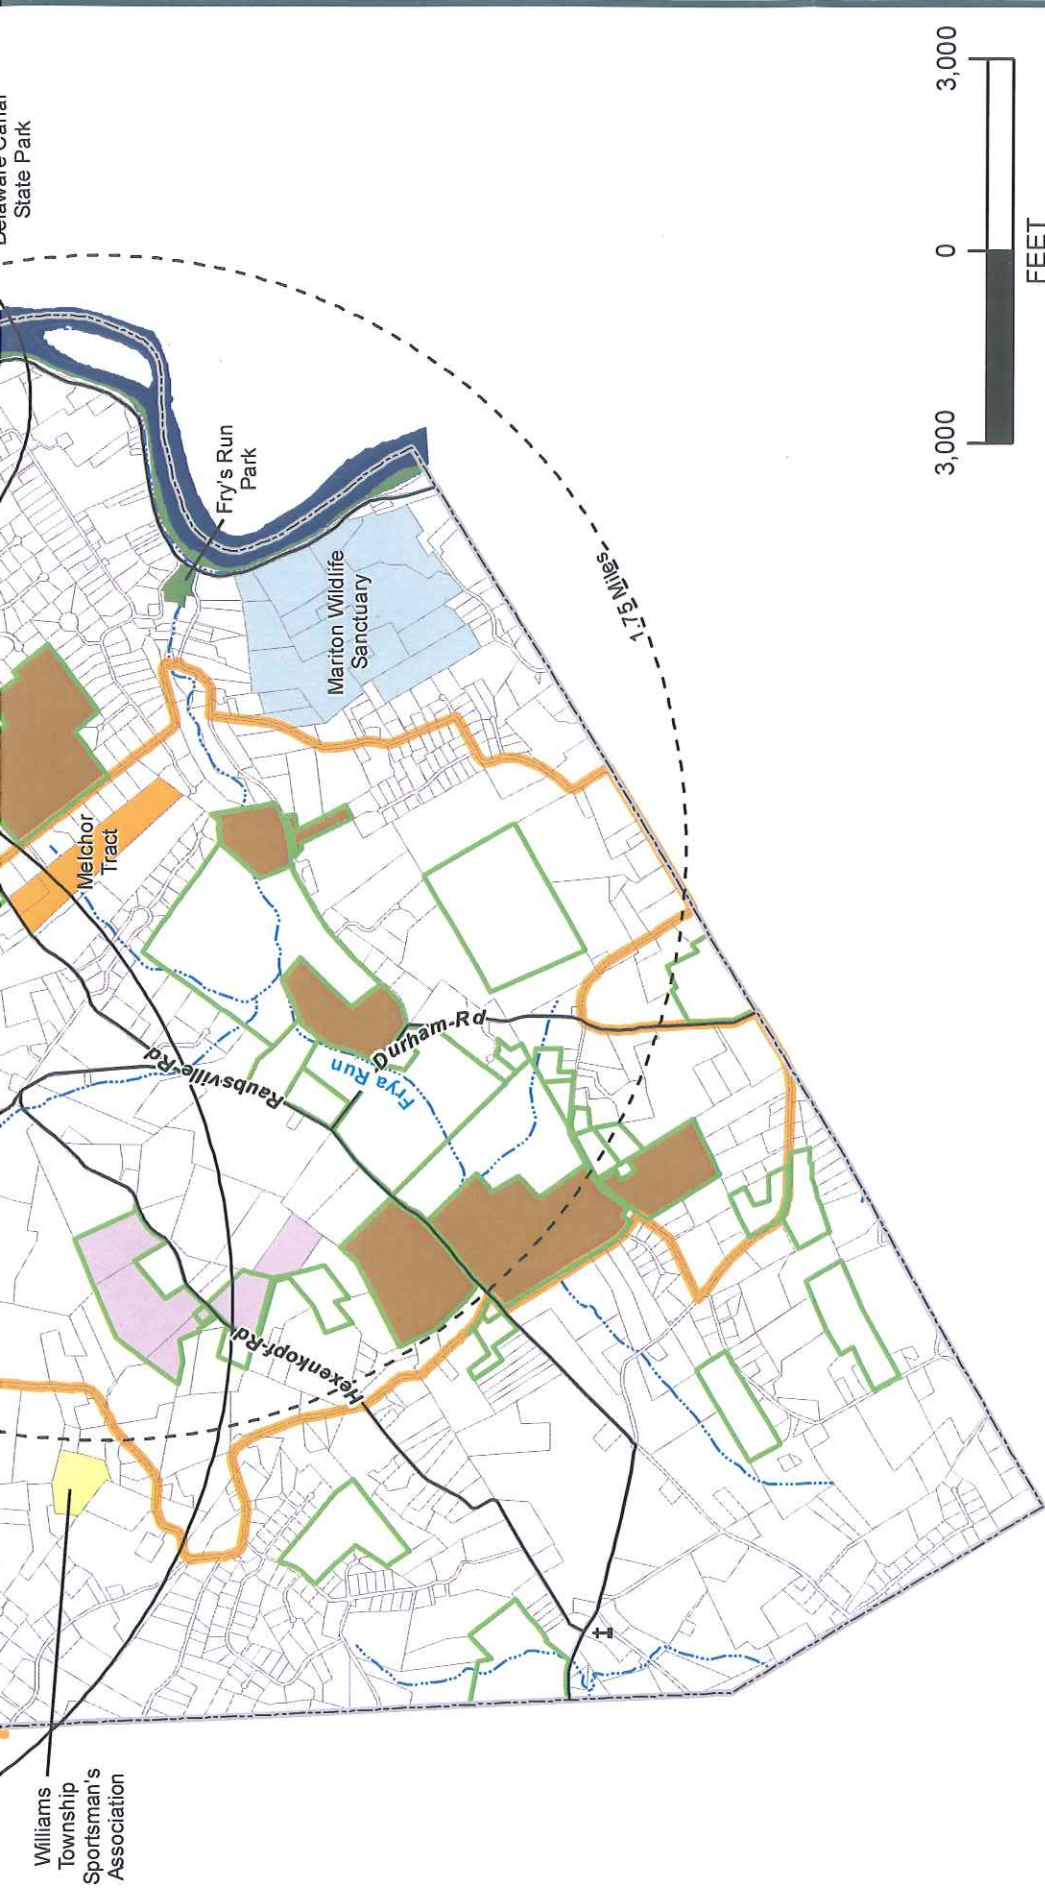 Delaware Canal
State Park
3,000
0
3,000
FEET
Fry's Run
Park
Mariton Wildlife
Sanctuary
1.75 Miles
Melchor
Tract
Durham-Rd
Raubsville-Rd
Frya Run
Hexenkopf-Rd
Williams
Township
Sportsman's
Association